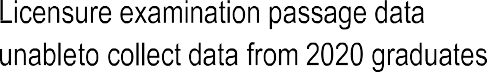 Licensure examination passage data
unableto collect data from 2020 graduates